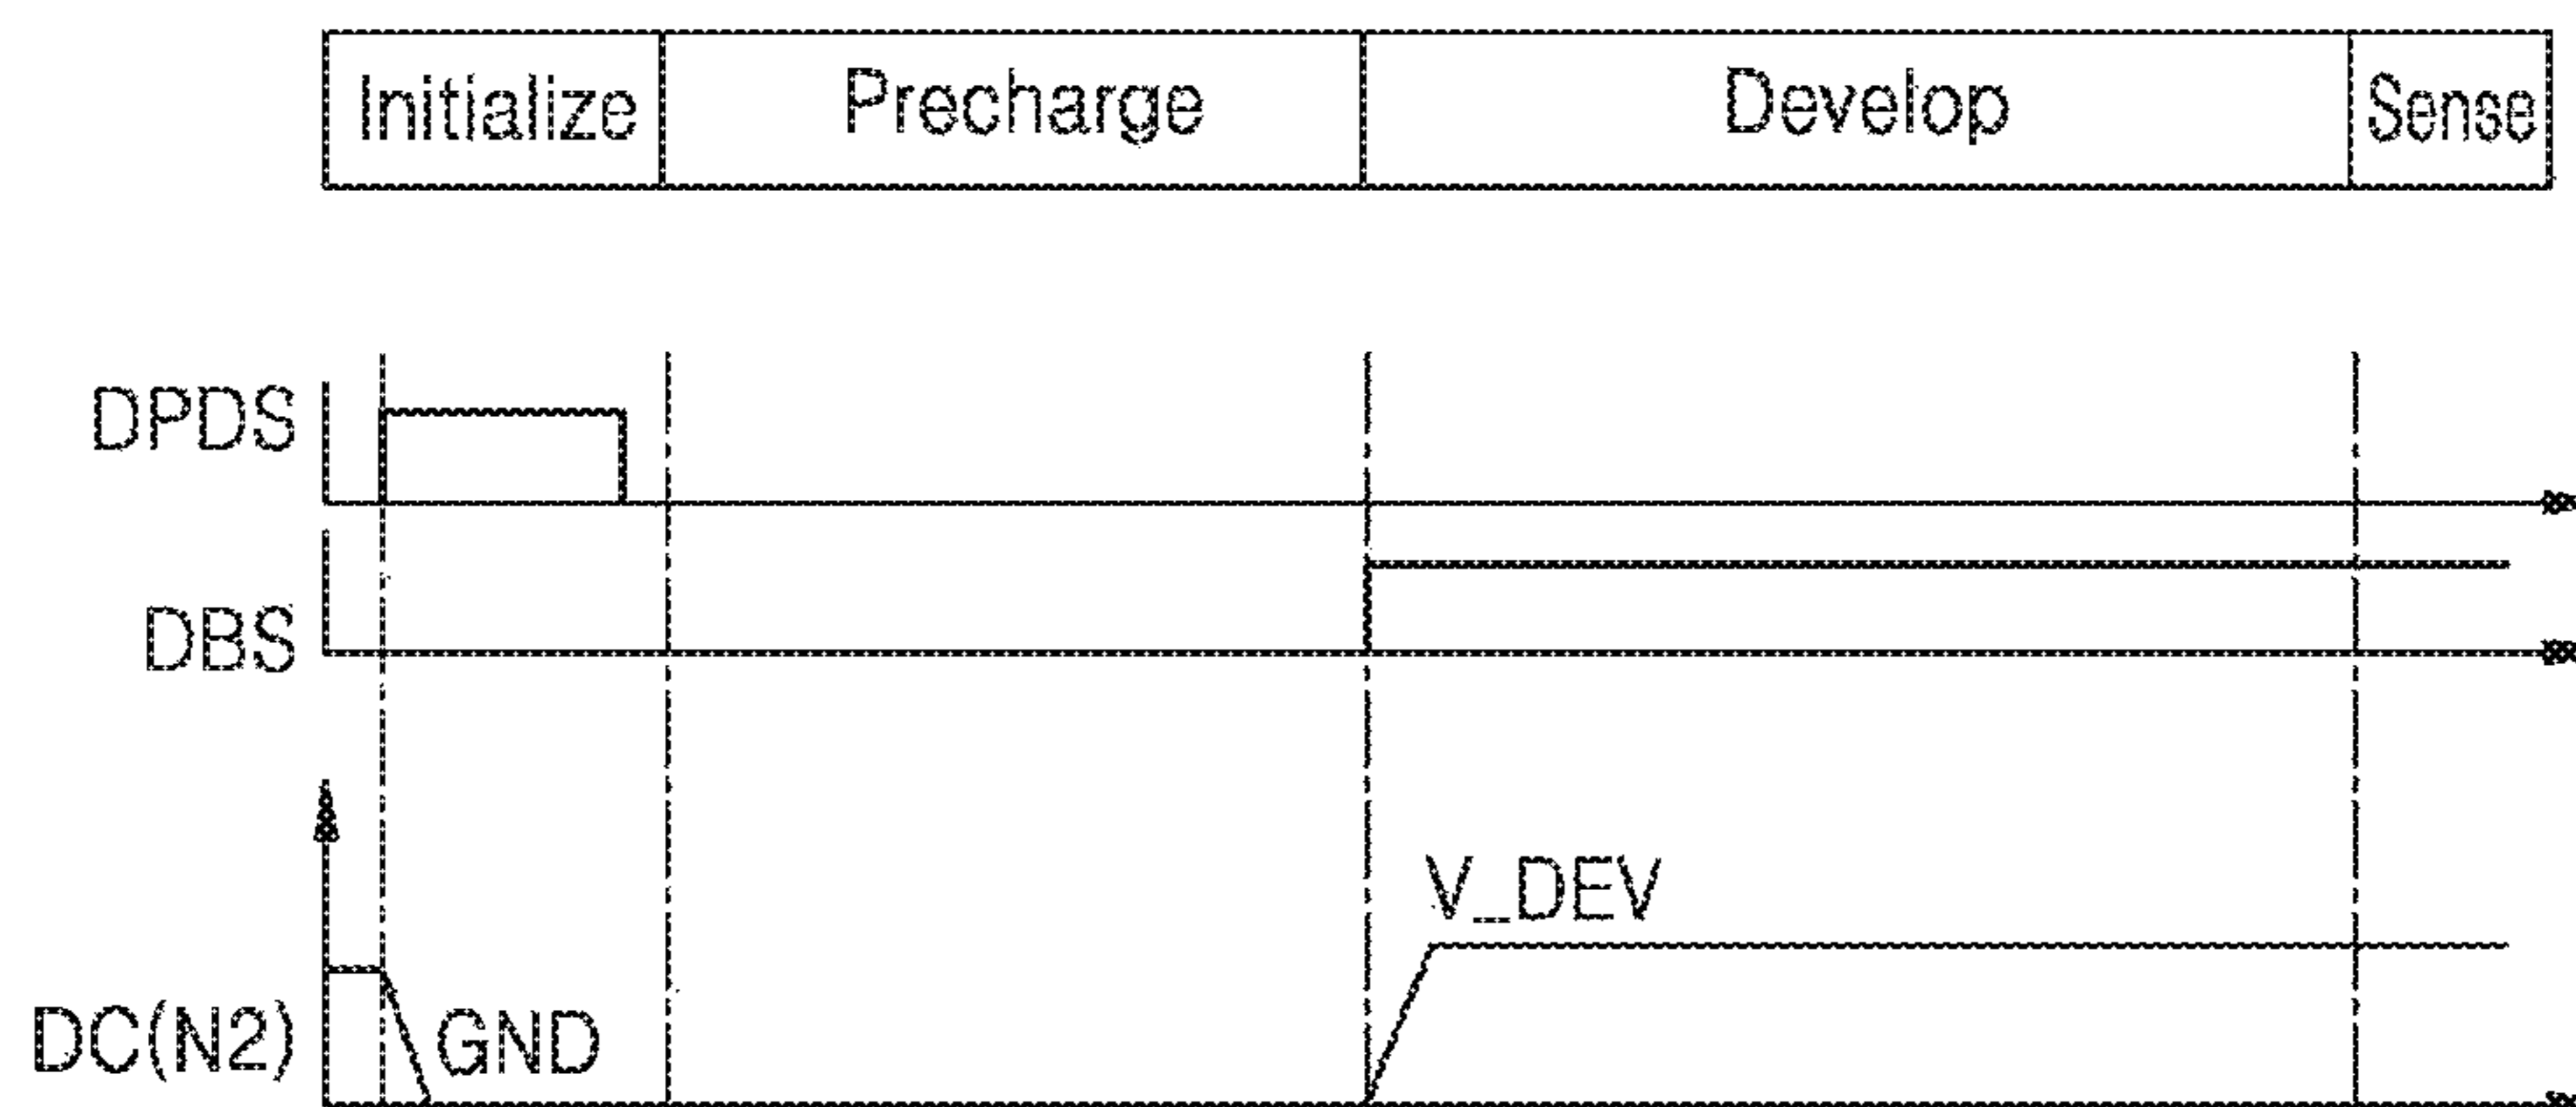 Initialize Precharge Develop Sense
DPDS
DBS
V_DEV
DC(N2) GND